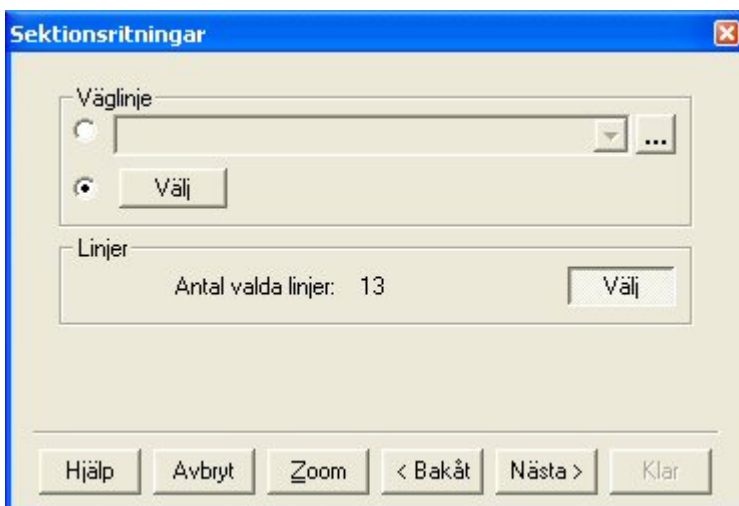 Sektionsritningar
Väglinje
...
Välj
Linjer
Antal valda linjer: 13 Välj
Hjälp Avbryt Zoom < Bakåt Nästa > Klar